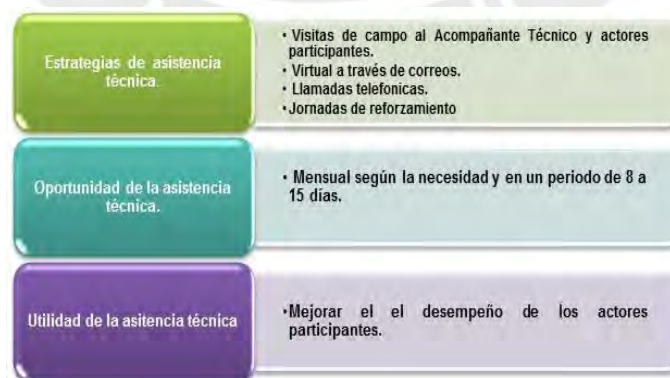 Estrategias de asistencia
técnica.
• Visitas de campo al Acompañante Técnico y actores
participantes.
• Virtual a través de correos.
• Llamadas telefonicas.
• Jornadas de reforzamiento
Oportunidad de la asistencia
técnica.
• Mensual según la necesidad y en un periodo de 8 a
15 días.
Utilidad de la asitencia técnica
•Mejorar el el desempeño de los actores
participantes.